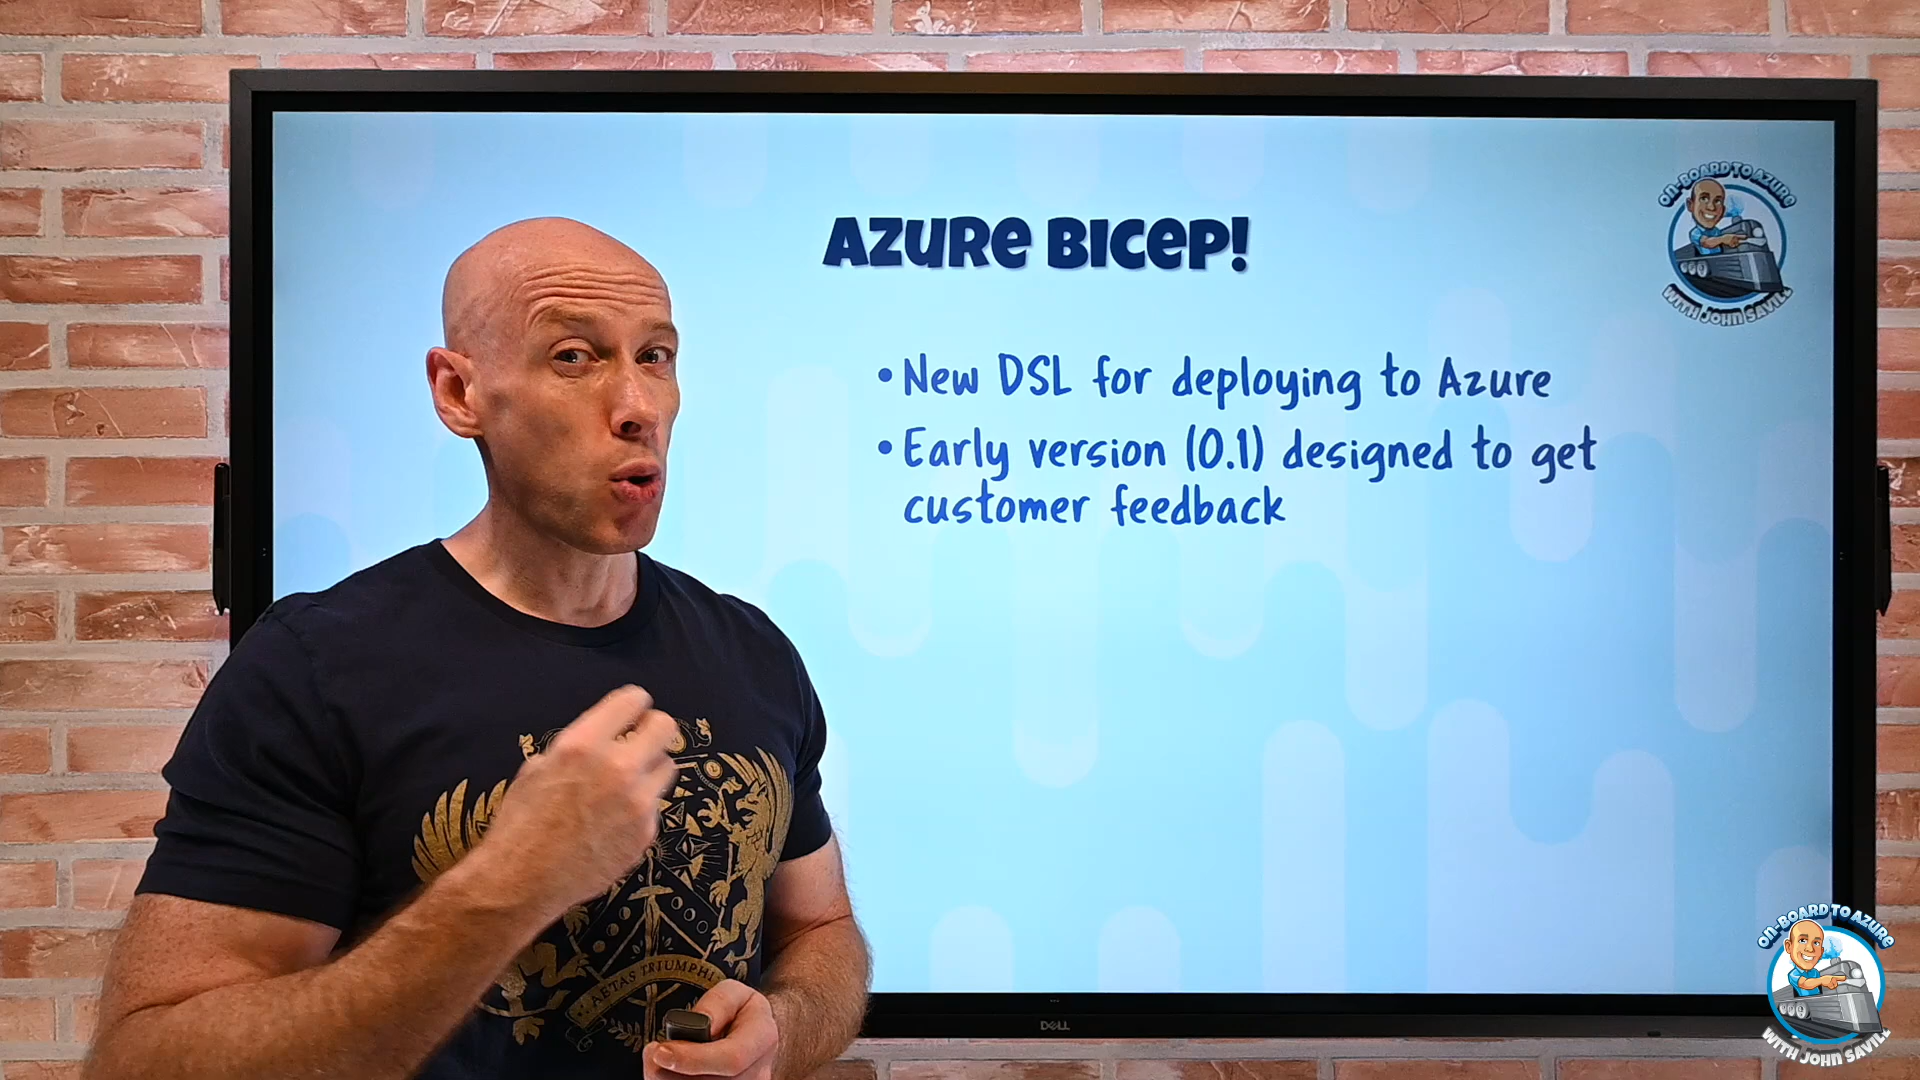 ON-BOARD TO AZURE
WITH JOHN SAVILL
AZURE BICEP!
• New DSL for deploying to Azure
• Early version (0.1) designed to get
customer feedback
AETAS TRIUMPHI
DELL
ON-BOARD TO AZURE
WITH JOHN SAVILL